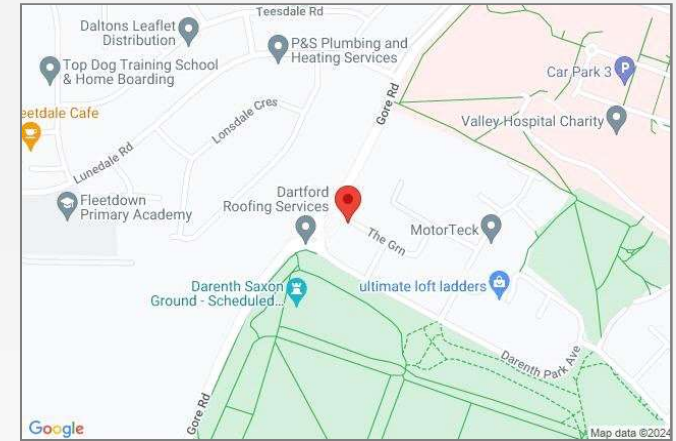 Teesdale Rd
Daltons Leaflet
Distribution
P&S Plumbing and
Heating Services
Top Dog Training School
& Home Boarding
Car Park 3
P
Gore Rd
eetdale Cafe
Lonsdale Cres
Valley Hospital Charity
Lunedale Rd
Fleetdown
Primary Academy
Dartford
Roofing Services
The Grn
MotorTeck
Darenth Saxon
Ground - Scheduled...
ultimate loft ladders
Darenth Park Ave
Gore Rd
Google
Map data ©2024